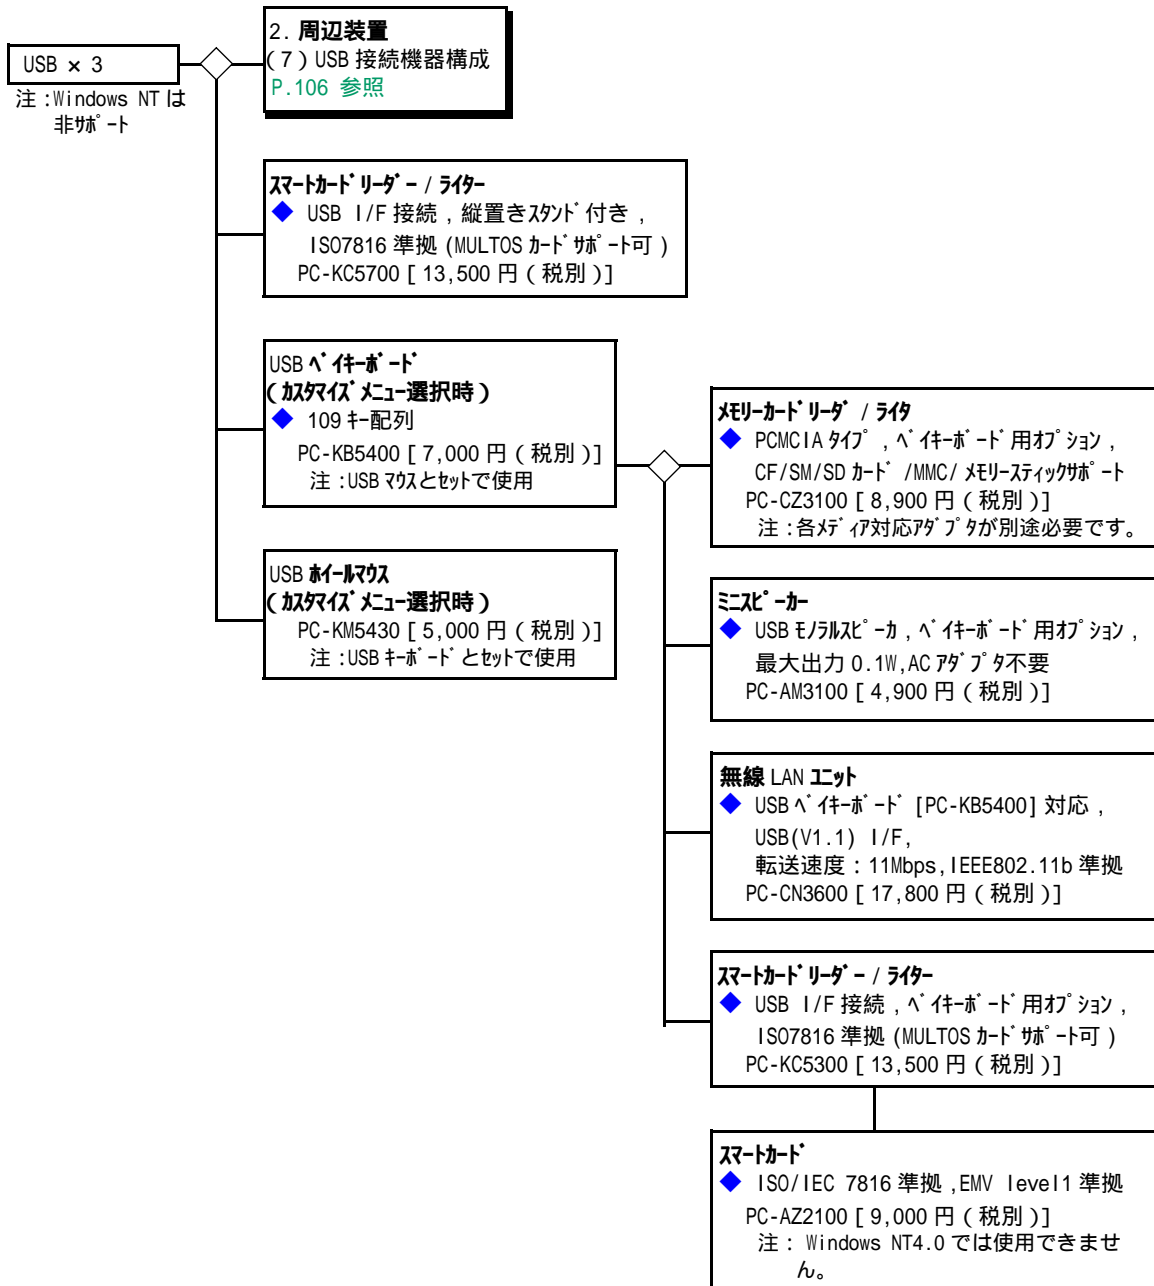 2. 周辺装置
(7)USB 接続機器構成
P.106 参照
USB × 3
注:Windows NT は
非ｻﾎﾟｰﾄ
ｽﾏｰﾄｶｰﾄﾞﾘｰﾀﾞｰ / ﾗｲﾀｰ
◆ USB I/F 接続,縦置きｽﾀﾝﾄﾞ付き,
ISO7816 準拠 (MULTOS ｶｰﾄﾞｻﾎﾟｰﾄ可)
PC-KC5700 [ 13,500 円(税別)]
USB ﾍﾞｲｷｰﾎﾞｰﾄﾞ
(ｶｽﾀﾏｲｽﾞﾒﾆｭｰ選択時)
◆ 109 ｷｰ配列
PC-KB5400 [ 7,000 円(税別)]
注:USB ﾏｳｽとｾｯﾄで使用
USB ﾎｲｰﾙﾏｳｽ
(ｶｽﾀﾏｲｽﾞﾒﾆｭｰ選択時)
PC-KM5430 [ 5,000 円(税別)]
注:USB ｷｰﾎﾞｰﾄﾞとｾｯﾄで使用
ﾒﾓﾘｰｶｰﾄﾞﾘｰﾀﾞ / ﾗｲﾀ
◆ PCMCIA ﾀｲﾌﾟ,ﾍﾞｲｷｰﾎﾞｰﾄﾞ用ｵﾌﾟｼｮﾝ,
CF/SM/SD ｶｰﾄﾞ/MMC/ ﾒﾓﾘｰｽﾃｨｯｸｻﾎﾟｰﾄ
PC-CZ3100 [ 8,900 円(税別)]
注:各ﾒﾃﾞｨｱ対応ｱﾀﾞﾌﾟﾀが別途必要です。
ﾐﾆｽﾋﾟｰｶｰ
◆ USB ﾓﾉﾗﾙｽﾋﾟｰｶ,ﾍﾞｲｷｰﾎﾞｰﾄﾞ用ｵﾌﾟｼｮﾝ,
最大出力 0.1W,AC ｱﾀﾞﾌﾟﾀ不要
PC-AM3100 [ 4,900 円(税別)]
無線 LAN ﾕﾆｯﾄ
◆ USB ﾍﾞｲｷｰﾎﾞｰﾄﾞ [PC-KB5400] 対応,
USB(V1.1) I/F,
転送速度:11Mbps,IEEE802.11b 準拠
PC-CN3600 [ 17,800 円(税別)]
ｽﾏｰﾄｶｰﾄﾞﾘｰﾀﾞｰ / ﾗｲﾀｰ
◆ USB I/F 接続,ﾍﾞｲｷｰﾎﾞｰﾄﾞ用ｵﾌﾟｼｮﾝ,
ISO7816 準拠 (MULTOS ｶｰﾄﾞｻﾎﾟｰﾄ可)
PC-KC5300 [ 13,500 円(税別)]
ｽﾏｰﾄｶｰﾄﾞ
◆ ISO/IEC 7816 準拠,EMV level1 準拠
PC-AZ2100 [ 9,000 円(税別)]
注: Windows NT4.0 では使用できませ
ん。